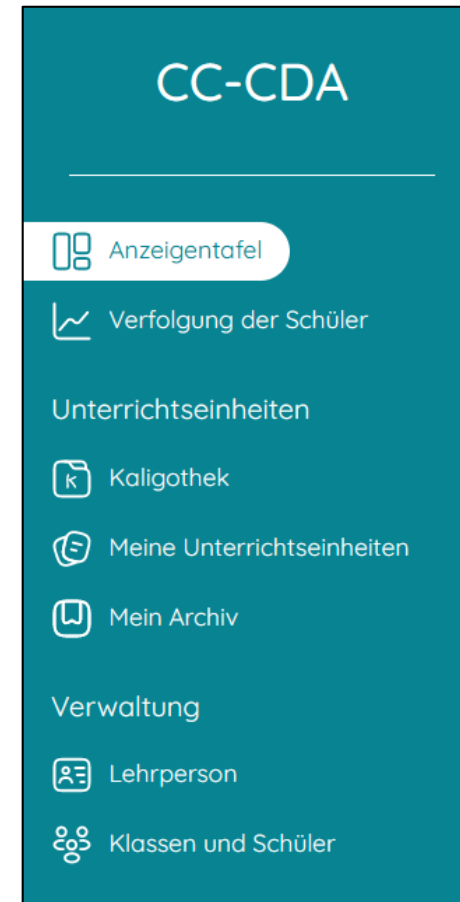 CC-CDA
Anzeigentafel
Verfolgung der Schüler
Unterrichtseinheiten
k Kaligothek
Meine Unterrichtseinheiten
Mein Archiv
Verwaltung
Lehrperson
Klassen und Schüler